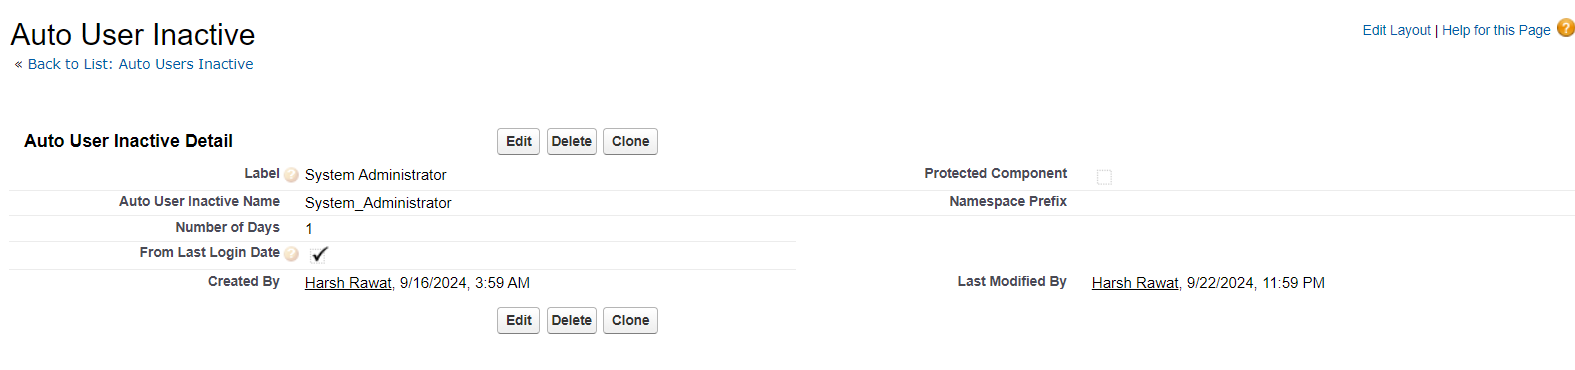 Auto User Inactive
Edit Layout | Help for this Page ?
« Back to List: Auto Users Inactive
Auto User Inactive Detail Edit Delete Clone
Label ? System Administrator Protected Component
Auto User Inactive Name System_Administrator Namespace Prefix
Number of Days 1
From Last Login Date ?
Created By Harsh Rawat, 9/16/2024, 3:59 AM Last Modified By Harsh Rawat, 9/22/2024, 11:59 PM
Edit Delete Clone